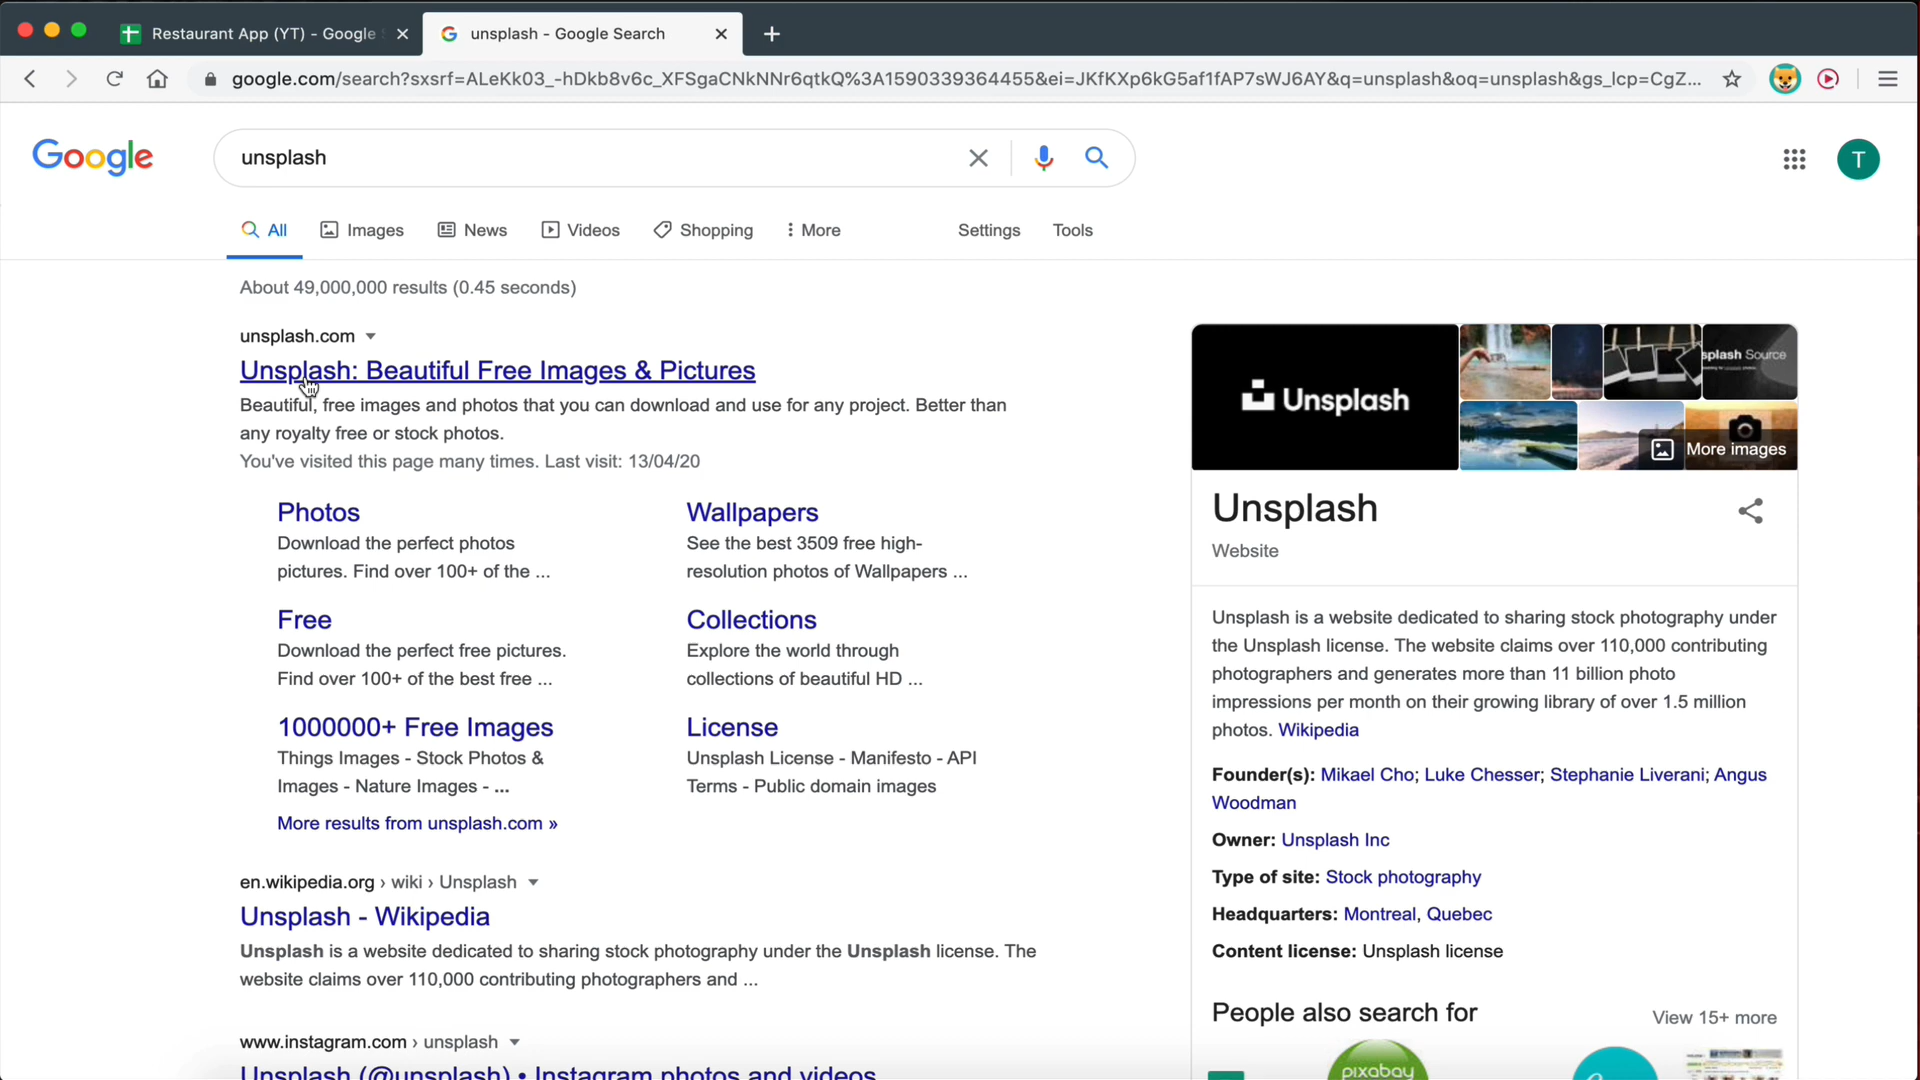 Restaurant App (YT) - Google
unsplash - Google Search
google.com/search?sxsrf=ALeKk03_-hDkb8v6c_XFSgaCNkNNr6qtkQ%3A1590339364455&ei=JKfKXp6kG5af1fAP7sWJ6AY&q=unsplash&oq=unsplash&gs_lcp=CgZ...
Google
unsplash
T
All
Images
News
Videos
Shopping
More
Settings
Tools
About 49,000,000 results (0.45 seconds)
unsplash.com
Unsplash: Beautiful Free Images & Pictures
Beautiful, free images and photos that you can download and use for any project. Better than
any royalty free or stock photos.
You've visited this page many times. Last visit: 13/04/20
Photos
Download the perfect photos
pictures. Find over 100+ of the ...
Wallpapers
See the best 3509 free high-
resolution photos of Wallpapers ...
Free
Download the perfect free pictures.
Find over 100+ of the best free ...
Collections
Explore the world through
collections of beautiful HD ...
1000000+ Free Images
Things Images - Stock Photos &
Images - Nature Images - ...
License
Unsplash License - Manifesto - API
Terms - Public domain images
More results from unsplash.com »
en.wikipedia.org › wiki › Unsplash
Unsplash - Wikipedia
Unsplash is a website dedicated to sharing stock photography under the Unsplash license. The
website claims over 110,000 contributing photographers and ...
www.instagram.com › unsplash
Unsplash (@unsplash) • Instagram photos and videos
Unsplash
splash Source
More images
Unsplash
Website
Unsplash is a website dedicated to sharing stock photography under
the Unsplash license. The website claims over 110,000 contributing
photographers and generates more than 11 billion photo
impressions per month on their growing library of over 1.5 million
photos. Wikipedia
Founder(s): Mikael Cho; Luke Chesser; Stephanie Liverani; Angus
Woodman
Owner: Unsplash Inc
Type of site: Stock photography
Headquarters: Montreal, Quebec
Content license: Unsplash license
People also search for
View 15+ more
pixabay